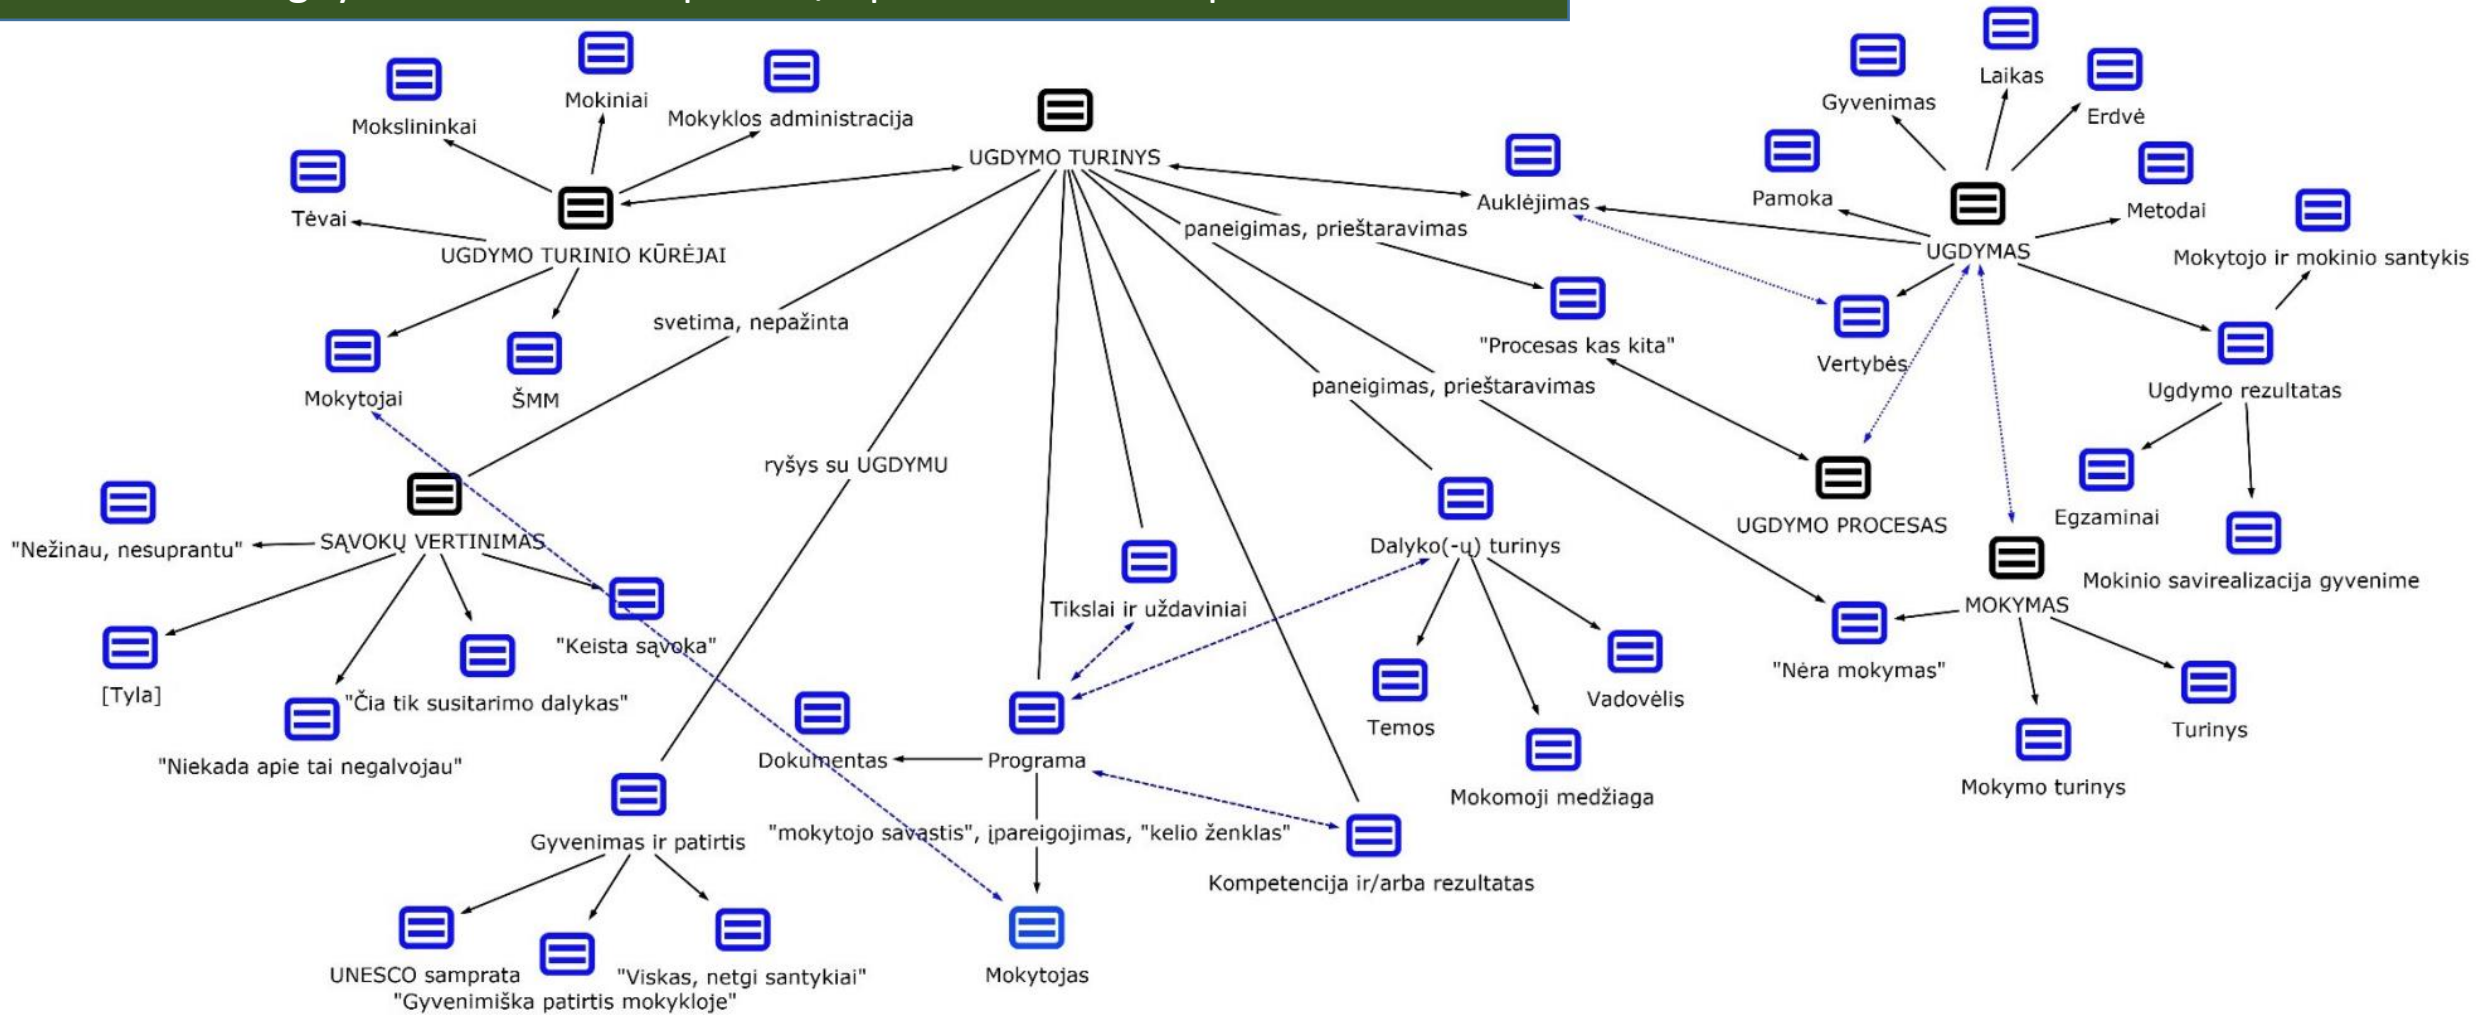 Laikas
Gyvenimas
Erdvė
Mokiniai
Mokyklos administracija
Mokslininkai
UGDYMO TURINYS
Auklėjimas
Pamoka
Metodai
Tėvai
paneigimas, prieštaravimas
UGDYMO TURINIO KŪRĖJAI
UGDYMAS
Mokytojo ir mokinio santykis
svetima, nepažinta
"Procesas kas kita"
Vertybės
paneigimas, prieštaravimas
Ugdymo rezultatas
Mokytojai
ŠMM
ryšys su UGDYMU
"Nežinau, nesuprantu"
SĄVOKŲ VERTINIMAS
Dalyko(-ų) turinys
UGDYMO PROCESAS
Egzaminai
Mokinio savirealizacija gyvenime
Tikslai ir uždaviniai
MOKYMAS
"Keista sąvoka"
"Nėra mokymas"
[Tyla]
"Čia tik susitarimo dalykas"
Vadovėlis
Temos
Turinys
"Niekada apie tai negalvojau"
Dokumentas
Programa
Mokomoji medžiaga
Mokymo turinys
Gyvenimas ir patirtis
"mokytojo savastis", įpareigojimas, "kelio ženklas"
Kompetencija ir/arba rezultatas
UNESCO samprata
"Viskas, netgi santykiai"
Mokytojas
"Gyvenimiška patirtis mokykloje"